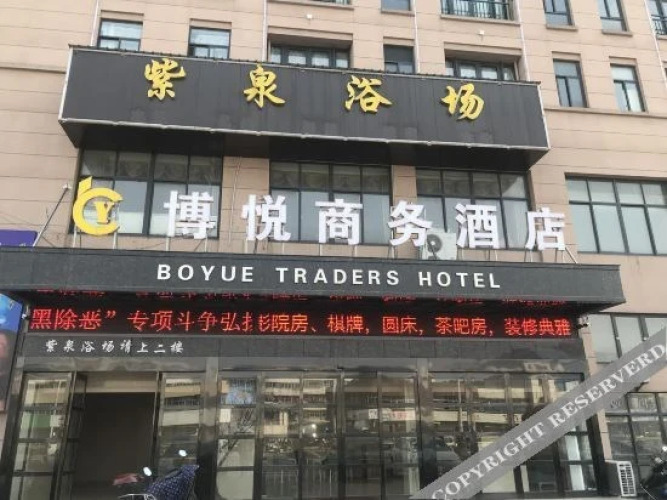 紫泉浴场
博悦商务酒店
BOYUE TRADERS HOTEL
黑除恶”专项斗争弘扌影院房、棋牌，圆床，茶吧房，装修典雅
紫泉浴场请上二楼
COPYRIGHT RESERVED